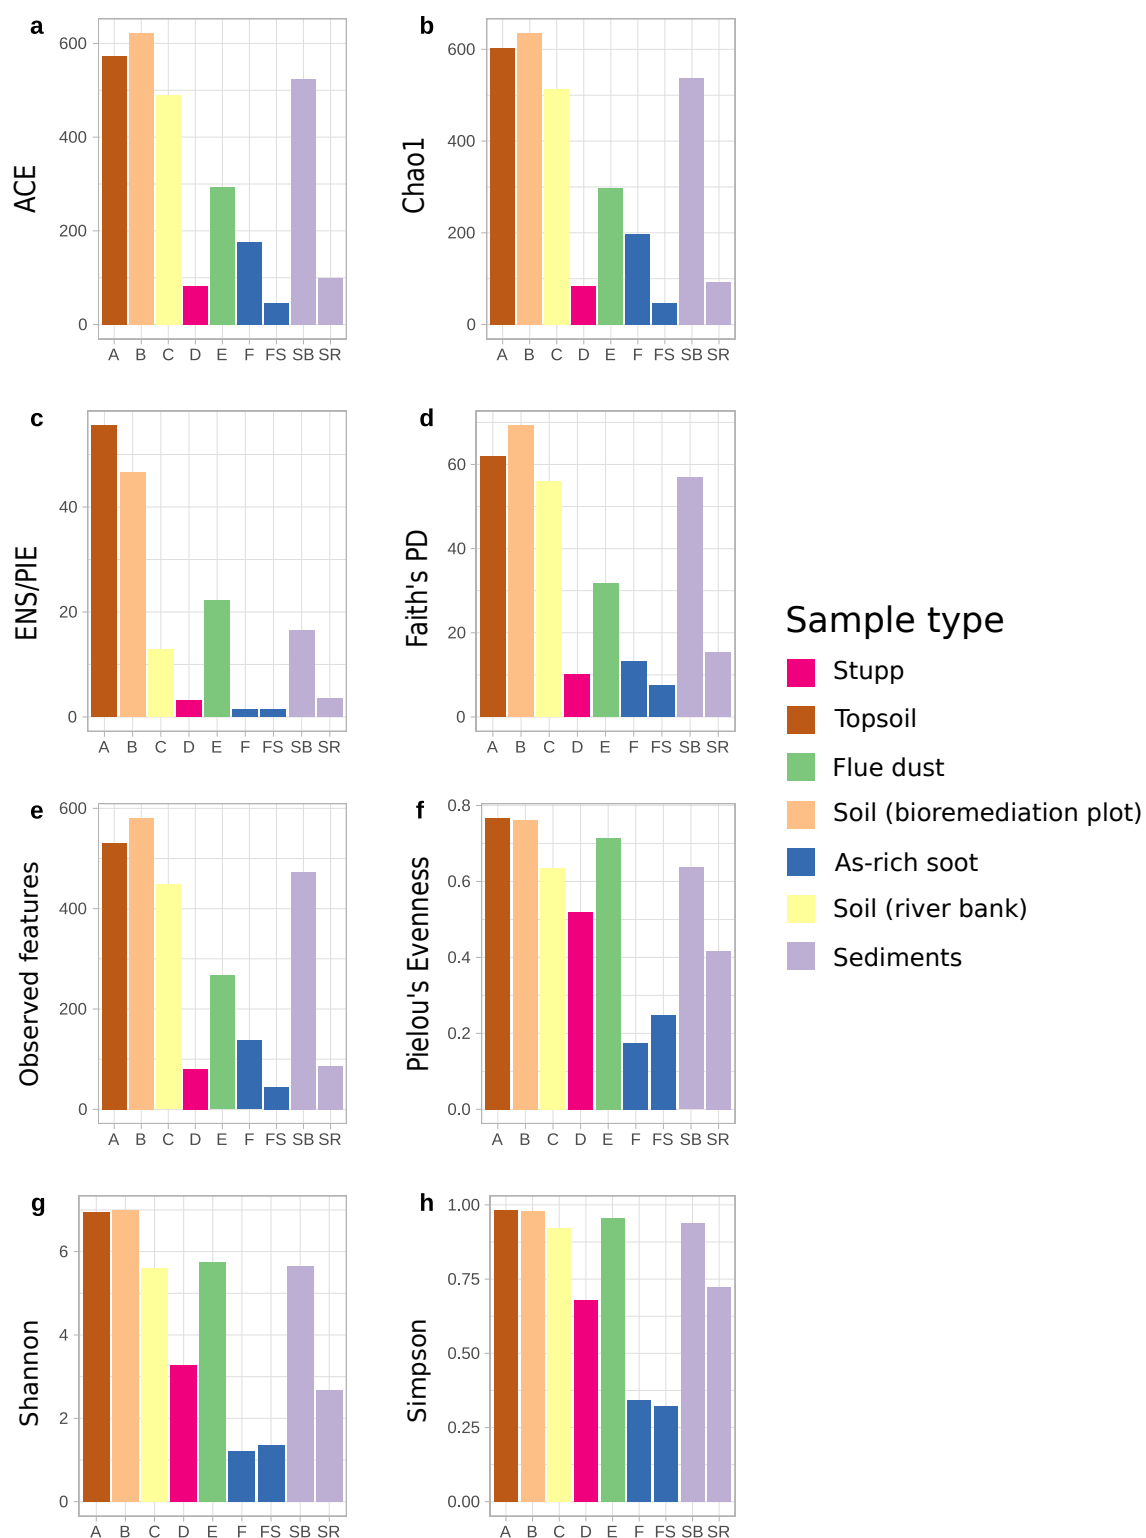 a
ACE
600
400
200
0
A B C D E F FS SB SR
b
Chao1
600
400
200
0
A B C D E F FS SB SR
c
ENS/PIE
40
20
0
A B C D E F FS SB SR
d
Faith's PD
60
40
20
0
A B C D E F FS SB SR
e
Observed features
600
400
200
0
A B C D E F FS SB SR
f
Pielou's Evenness
0.8
0.6
0.4
0.2
0.0
A B C D E F FS SB SR
g
Shannon
6
4
2
0
A B C D E F FS SB SR
h
Simpson
1.00
0.75
0.50
0.25
0.00
A B C D E F FS SB SR
Sample type
Stupp
Topsoil
Flue dust
Soil (bioremediation plot)
As-rich soot
Soil (river bank)
Sediments